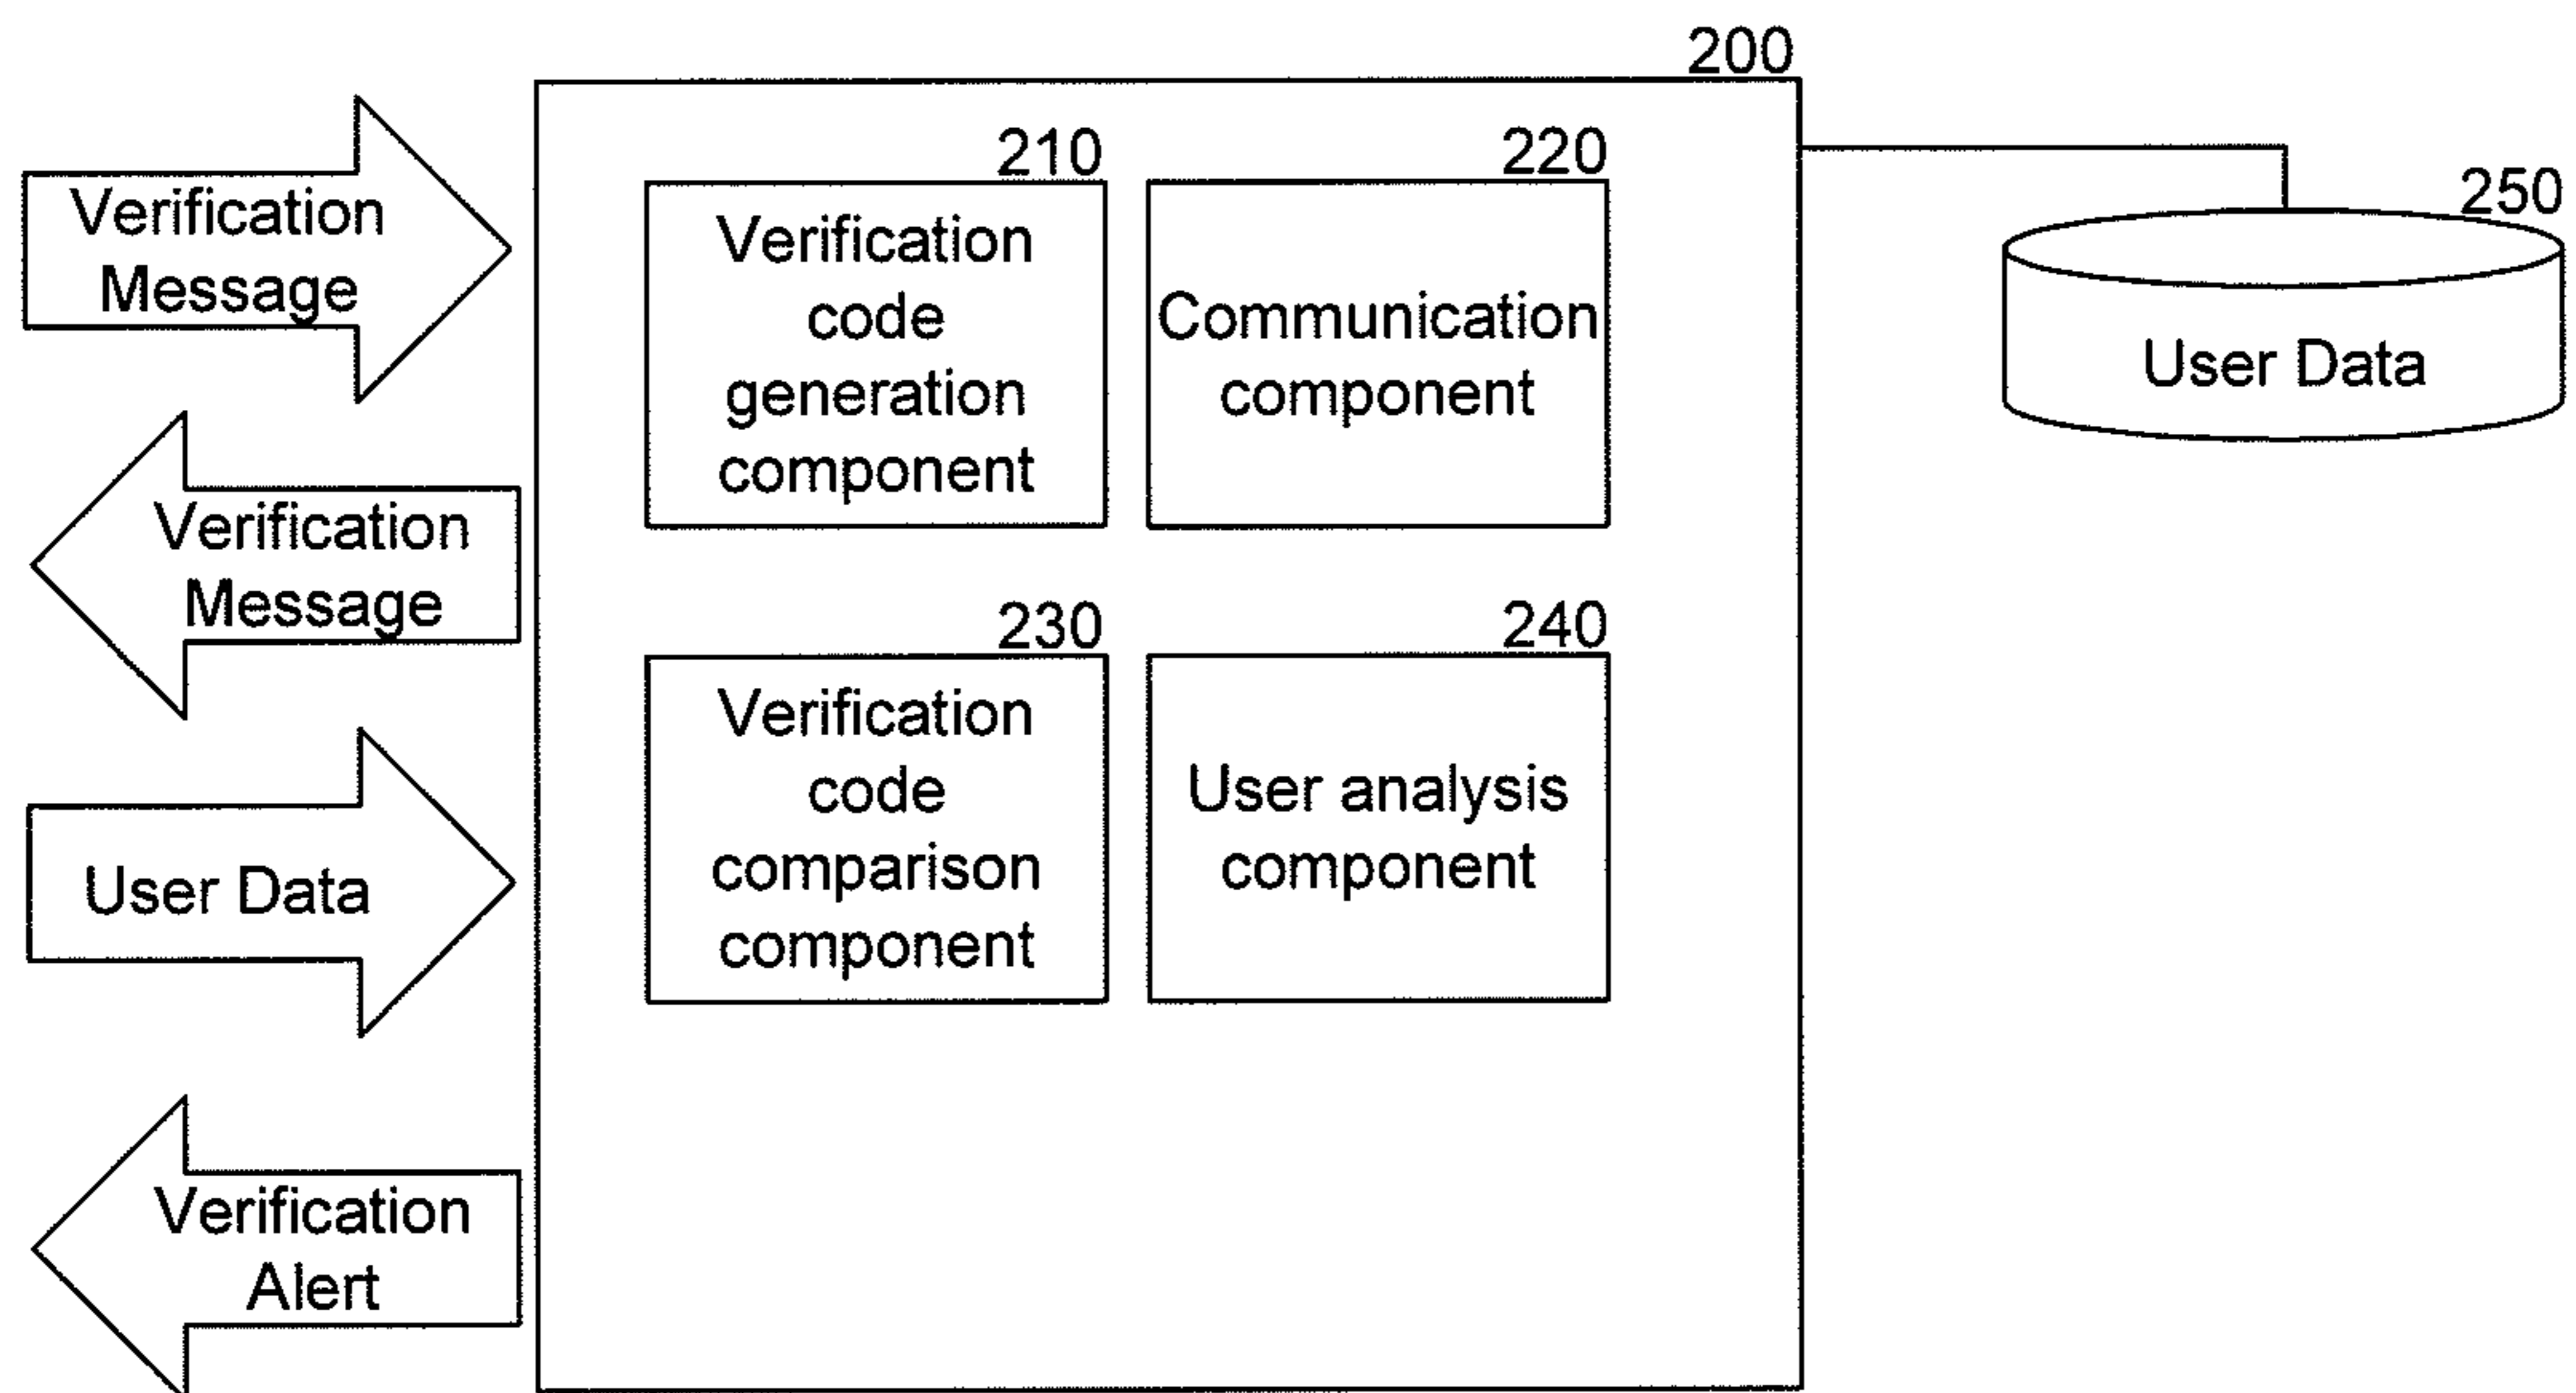 200
Verification
Message
Verification
Message
User Data
Verification
Alert
210
Verification
code
generation
component
220
Communication
component
230
Verification
code
comparison
component
240
User analysis
component
250
User Data